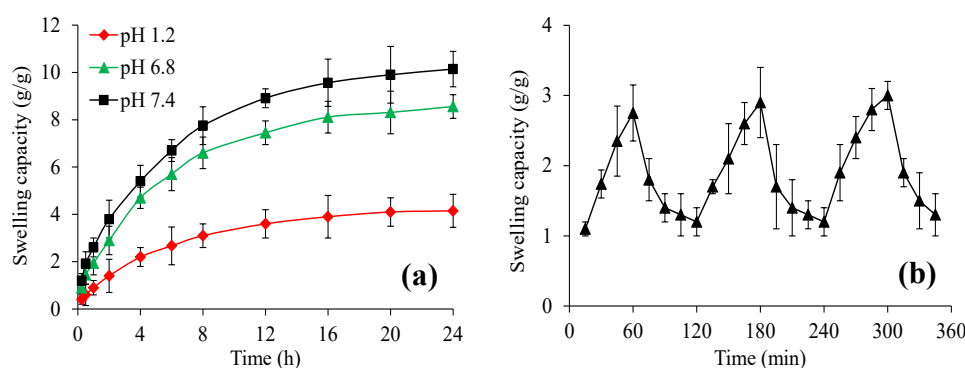 12
10
8
6
4
2
0
Swelling capacity (g/g)
pH 1.2
pH 6.8
pH 7.4
(a)
0 4 8 12 16 20 24
Time (h)
4
3
2
1
0
Swelling capacity (g/g)
(b)
0 60 120 180 240 300 360
Time (min)